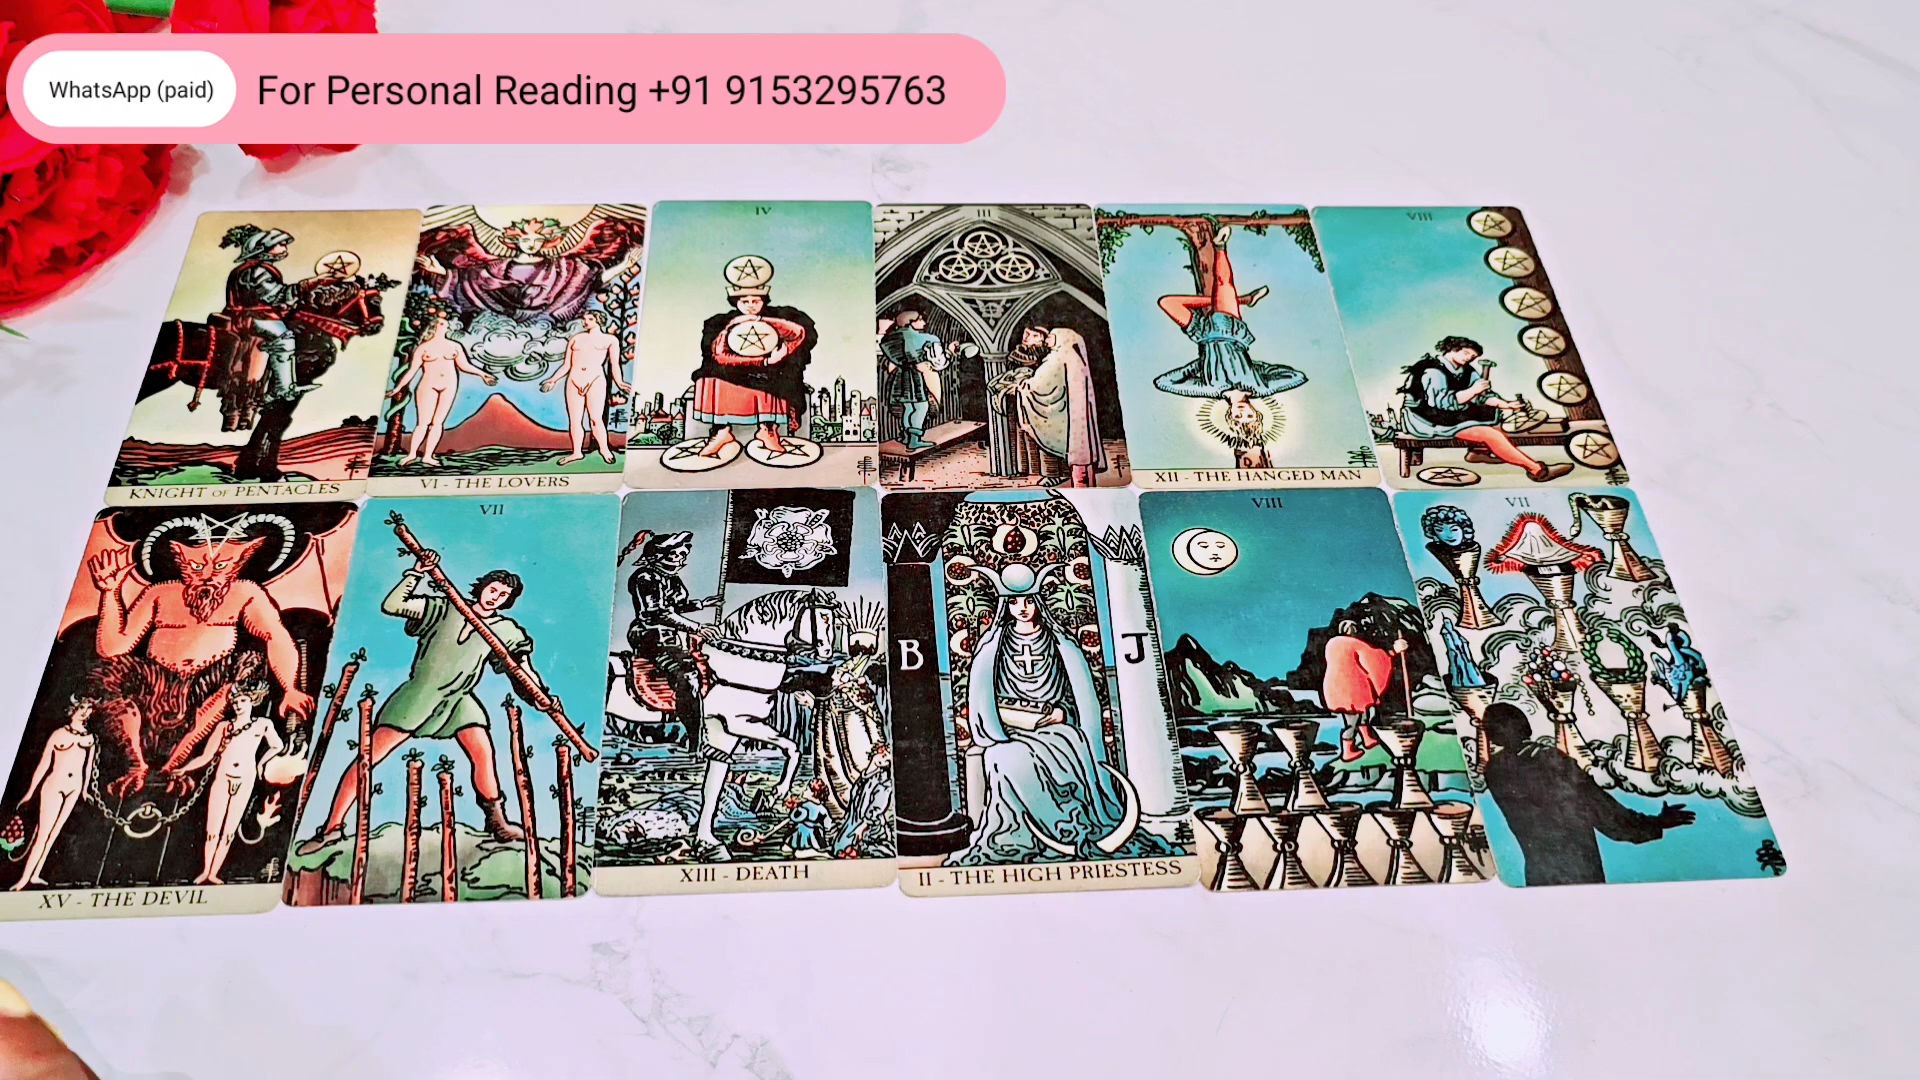 WhatsApp (paid)
For Personal Reading +91 9153295763
IV
III
VIII
KNIGHT OF PENTACLES
VI - THE LOVERS
XII - THE HANGED MAN
VII
VIII
VII
B
J
XV - THE DEVIL
XIII - DEATH
II - THE HIGH PRIESTESS